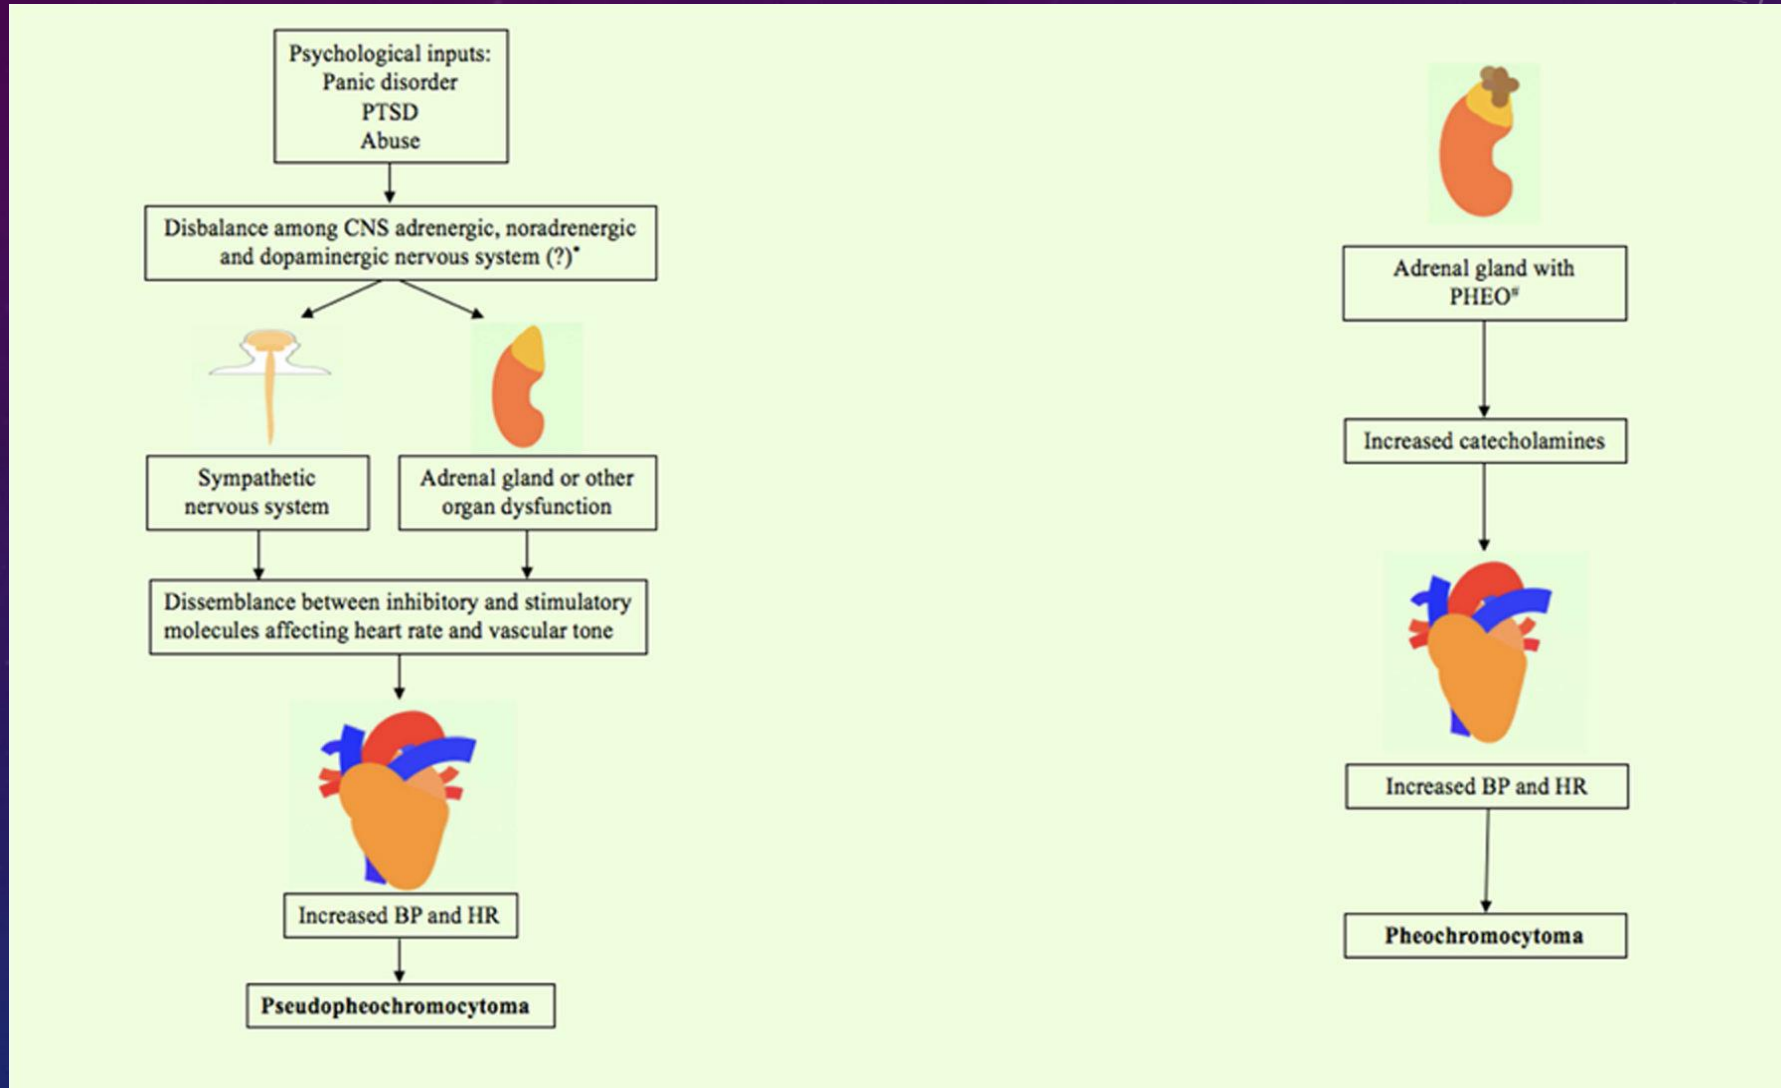 Psychological inputs:
Panic disorder
PTSD
Abuse
Disbalance among CNS adrenergic, noradrenergic
and dopaminergic nervous system (?)*
Sympathetic
nervous system
Adrenal gland or other
organ dysfunction
Dissemblance between inhibitory and stimulatory
molecules affecting heart rate and vascular tone
Increased BP and HR
Pseudopheochromocytoma
Adrenal gland with
PHEO#
Increased catecholamines
Increased BP and HR
Pheochromocytoma